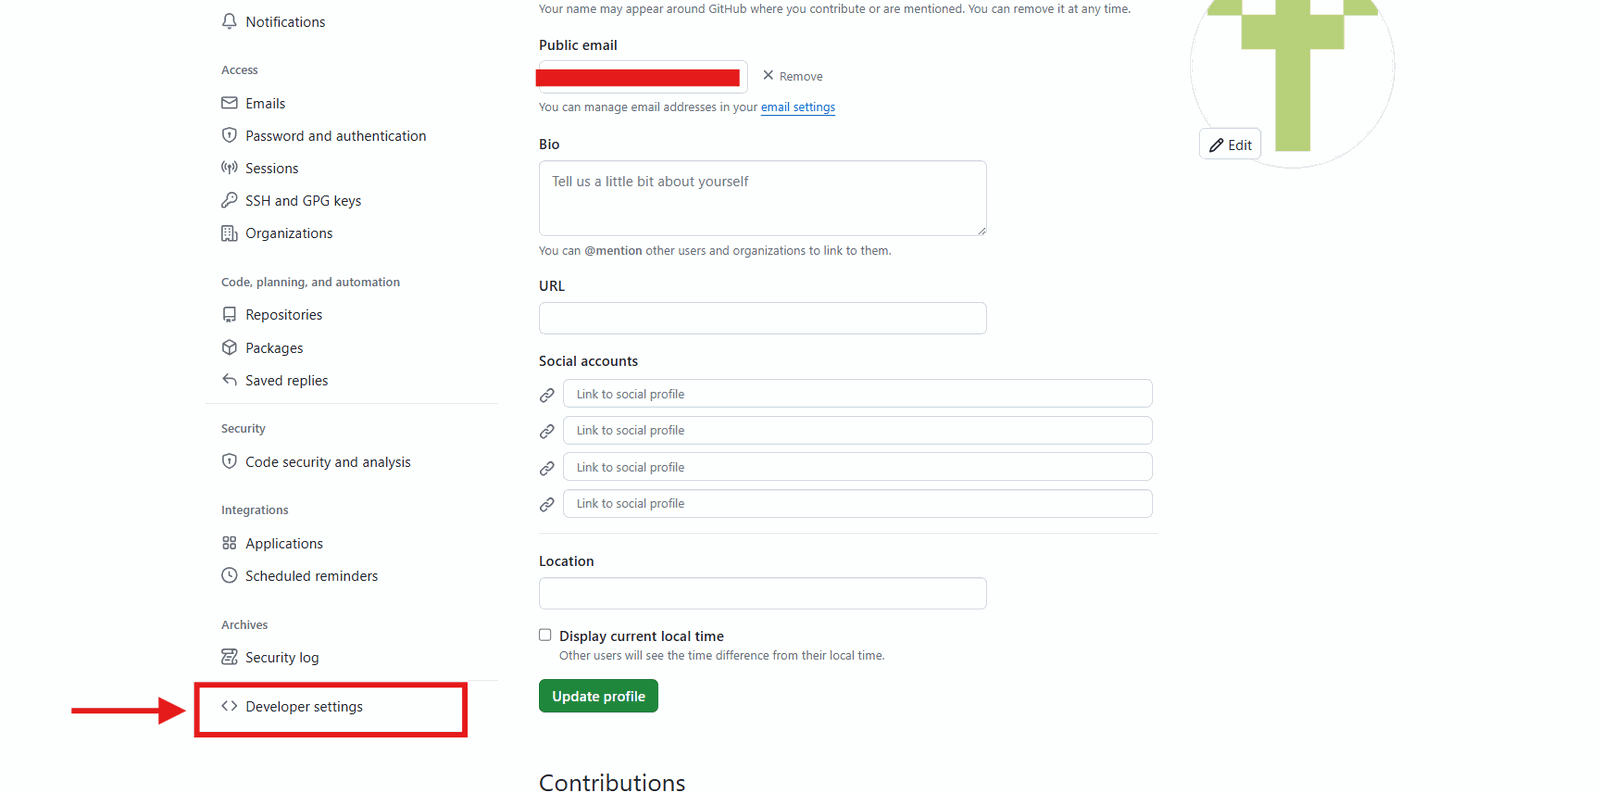 Notifications
Access
Emails
Password and authentication
Sessions
SSH and GPG keys
Organizations
Code, planning, and automation
Repositories
Packages
Saved replies
Security
Code security and analysis
Integrations
Applications
Scheduled reminders
Archives
Security log
Developer settings
Your name may appear around GitHub where you contribute or are mentioned. You can remove it at any time.
Public email
Remove
You can manage email addresses in your email settings
Bio
Tell us a little bit about yourself
You can @mention other users and organizations to link to them.
URL
Social accounts
Link to social profile
Link to social profile
Link to social profile
Link to social profile
Location
Display current local time
Other users will see the time difference from their local time.
Update profile
Contributions
Edit